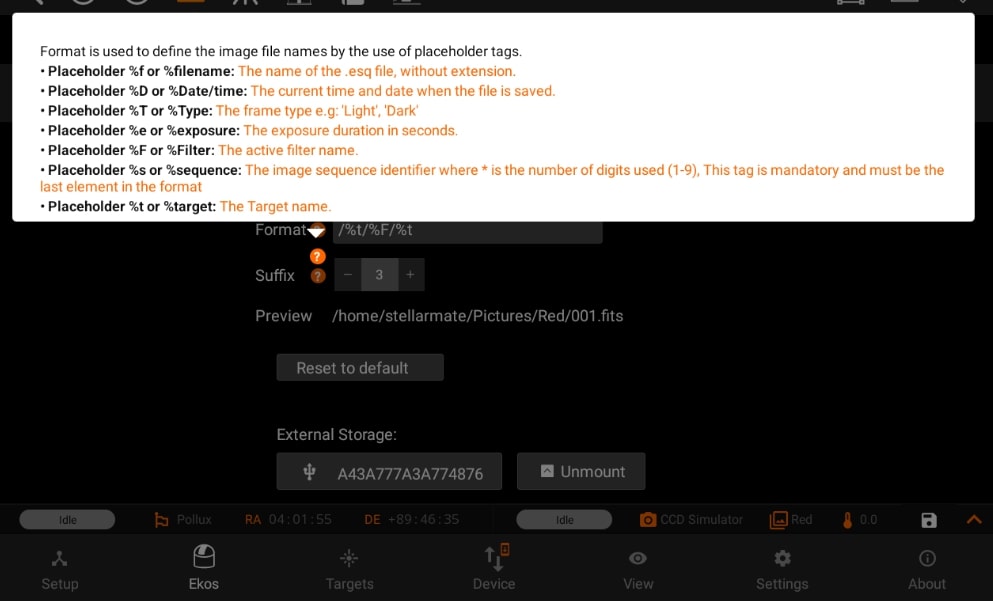 Format is used to define the image file names by the use of placeholder tags.
• Placeholder %f or %filename: The name of the .esq file, without extension.
• Placeholder %D or %Date/time: The current time and date when the file is saved.
• Placeholder %T or %Type: The frame type e.g: 'Light', 'Dark'
• Placeholder %e or %exposure: The exposure duration in seconds.
• Placeholder %F or %Filter: The active filter name.
• Placeholder %s or %sequence: The image sequence identifier where * is the number of digits used (1-9), This tag is mandatory and must be the
last element in the format
• Placeholder %t or %target: The Target name.
Format /%t/%F/%t
?
Suffix ? − 3 +
Preview /home/stellarmate/Pictures/Red/001.fits
Reset to default
External Storage:
A43A777A3A774876 Unmount
Idle Pollux RA 04:01:55 DE +89:46:35 Idle CCD Simulator Red 0.0
Setup Ekos Targets Device View Settings About